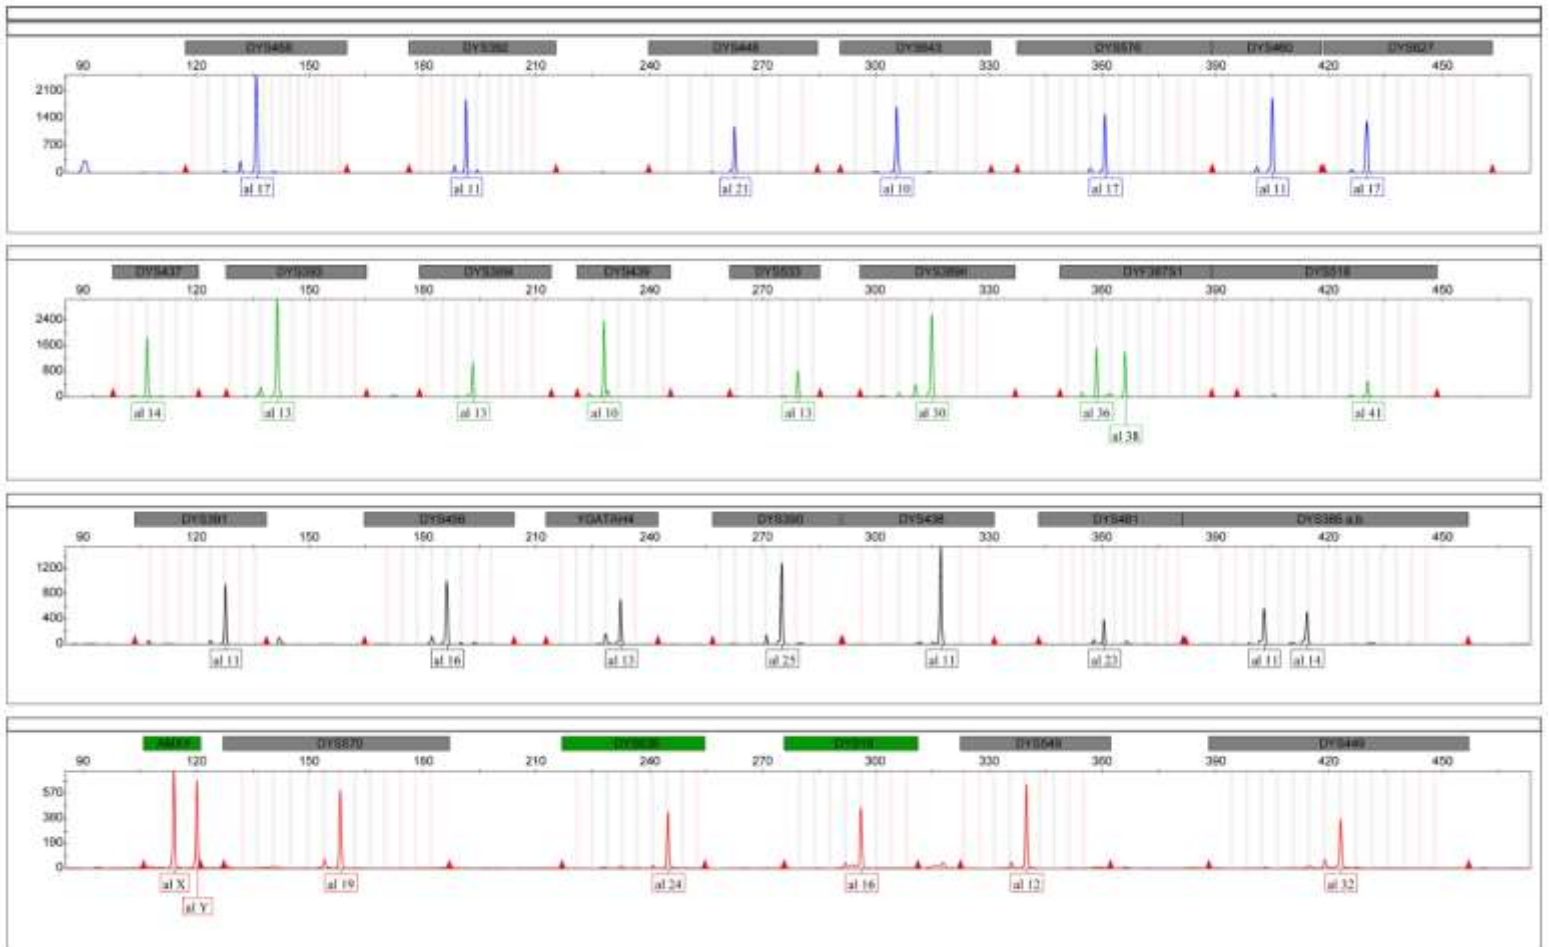 DYS458 DYS392 DYS448 DYS643 DYS576 DYS460 DYS627
90 120 150 180 210 240 270 300 330 360 390 420 450
2100
1400
700
0
al 17 al 11 al 21 al 10 al 17 al 11 al 17
DYS437 DYS393 DYS439 DYS533 DYS389II DYF387S1 DYS518
90 120 150 180 210 240 270 300 330 360 390 420 450
2400
1600
800
0
al 14 al 13 al 13 al 10 al 13 al 30 al 36 al 41
al 38
DYS391 DYS456 YGATAH4 DYS390 DYS438 DYS481 DYS385 a,b
90 120 150 180 210 240 270 300 330 360 390 420 450
1200
800
400
0
al 11 al 16 al 13 al 25 al 11 al 23 al 11 al 14
DYS570 DYS19 DYS549 DYS449
90 120 150 180 210 240 270 300 330 360 390 420 450
570
380
190
0
al X al 19 al 24 al 16 al 12 al 32
al Y